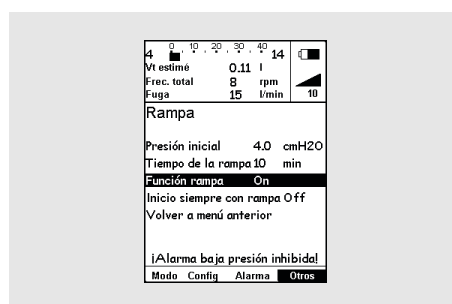 0 10 20 30 40
4 14
Vt estimé 0.11 l
Frec. total 8 rpm
Fuga 15 l/min 10
Rampa
Presión inicial 4.0 cmH2O
Tiempo de la rampa 10 min
Función rampa On
Inicio siempre con rampa Off
Volver a menú anterior
¡Alarma baja presión inhibida!
Modo Config Alarma Otros